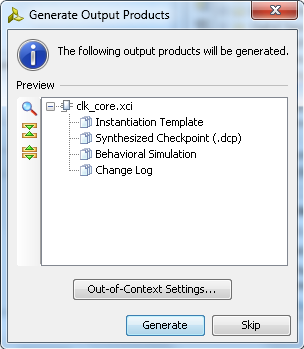 Generate Output Products
The following output products will be generated.
Preview
clk_core.xci
Instantiation Template
Synthesized Checkpoint (.dcp)
Behavioral Simulation
Change Log
Out-of-Context Settings...
Generate
Skip